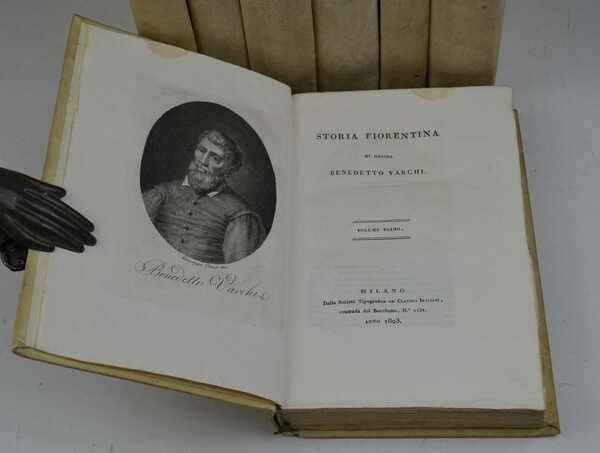 Benedetto Varchi
STORIA FIORENTINA
DI MESSER
BENEDETTO VARCHI.
VOLUME PRIMO.
MILANO
Dalla Società Tipografica de' Classici Italiani,
contrada del Bocchetto, N.°
ANNO 1803.